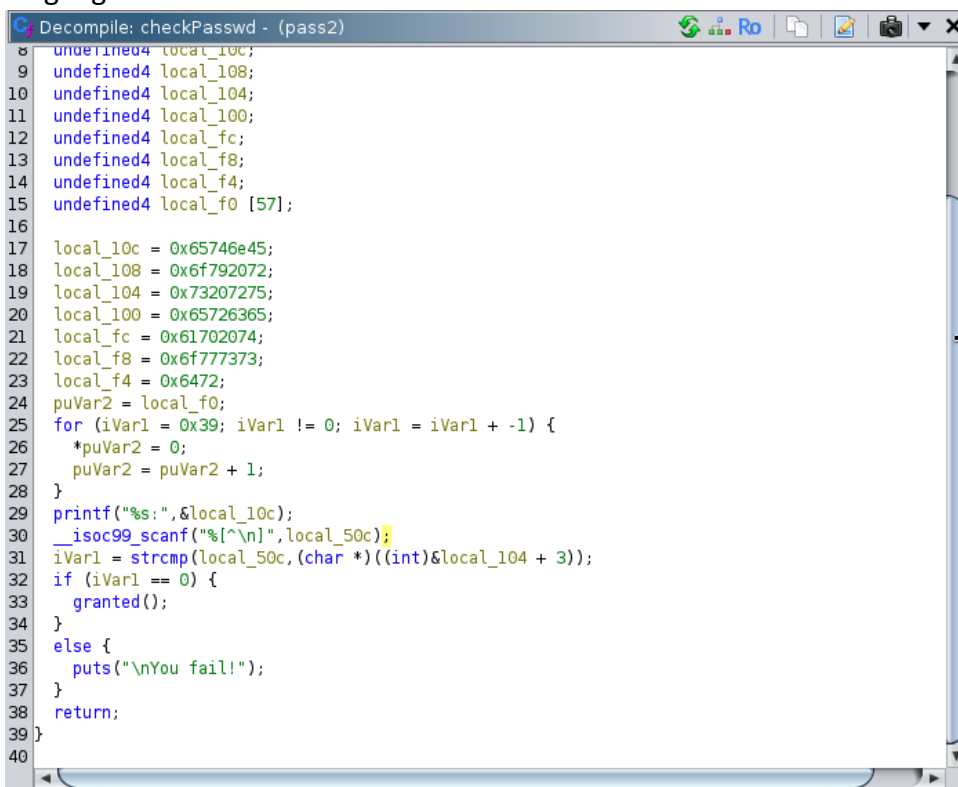 Decompile: checkPasswd - (pass2) Ro
8 undefined4 local_10c;
9 undefined4 local_108;
10 undefined4 local_104;
11 undefined4 local_100;
12 undefined4 local_fc;
13 undefined4 local_f8;
14 undefined4 local_f4;
15 undefined4 local_f0 [57];
16
17 local_10c = 0x65746e45;
18 local_108 = 0x6f792072;
19 local_104 = 0x73207275;
20 local_100 = 0x65726365;
21 local_fc = 0x61702074;
22 local_f8 = 0x6f777373;
23 local_f4 = 0x6472;
24 puVar2 = local_f0;
25 for (iVar1 = 0x39; iVar1 != 0; iVar1 = iVar1 + -1) {
26 *puVar2 = 0;
27 puVar2 = puVar2 + 1;
28 }
29 printf("%s:",&local_10c);
30 __isoc99_scanf("%[^\n]",local_50c);
31 iVar1 = strcmp(local_50c,(char *)((int)&local_104 + 3));
32 if (iVar1 == 0) {
33 granted();
34 }
35 else {
36 puts("\nYou fail!");
37 }
38 return;
39 }
40